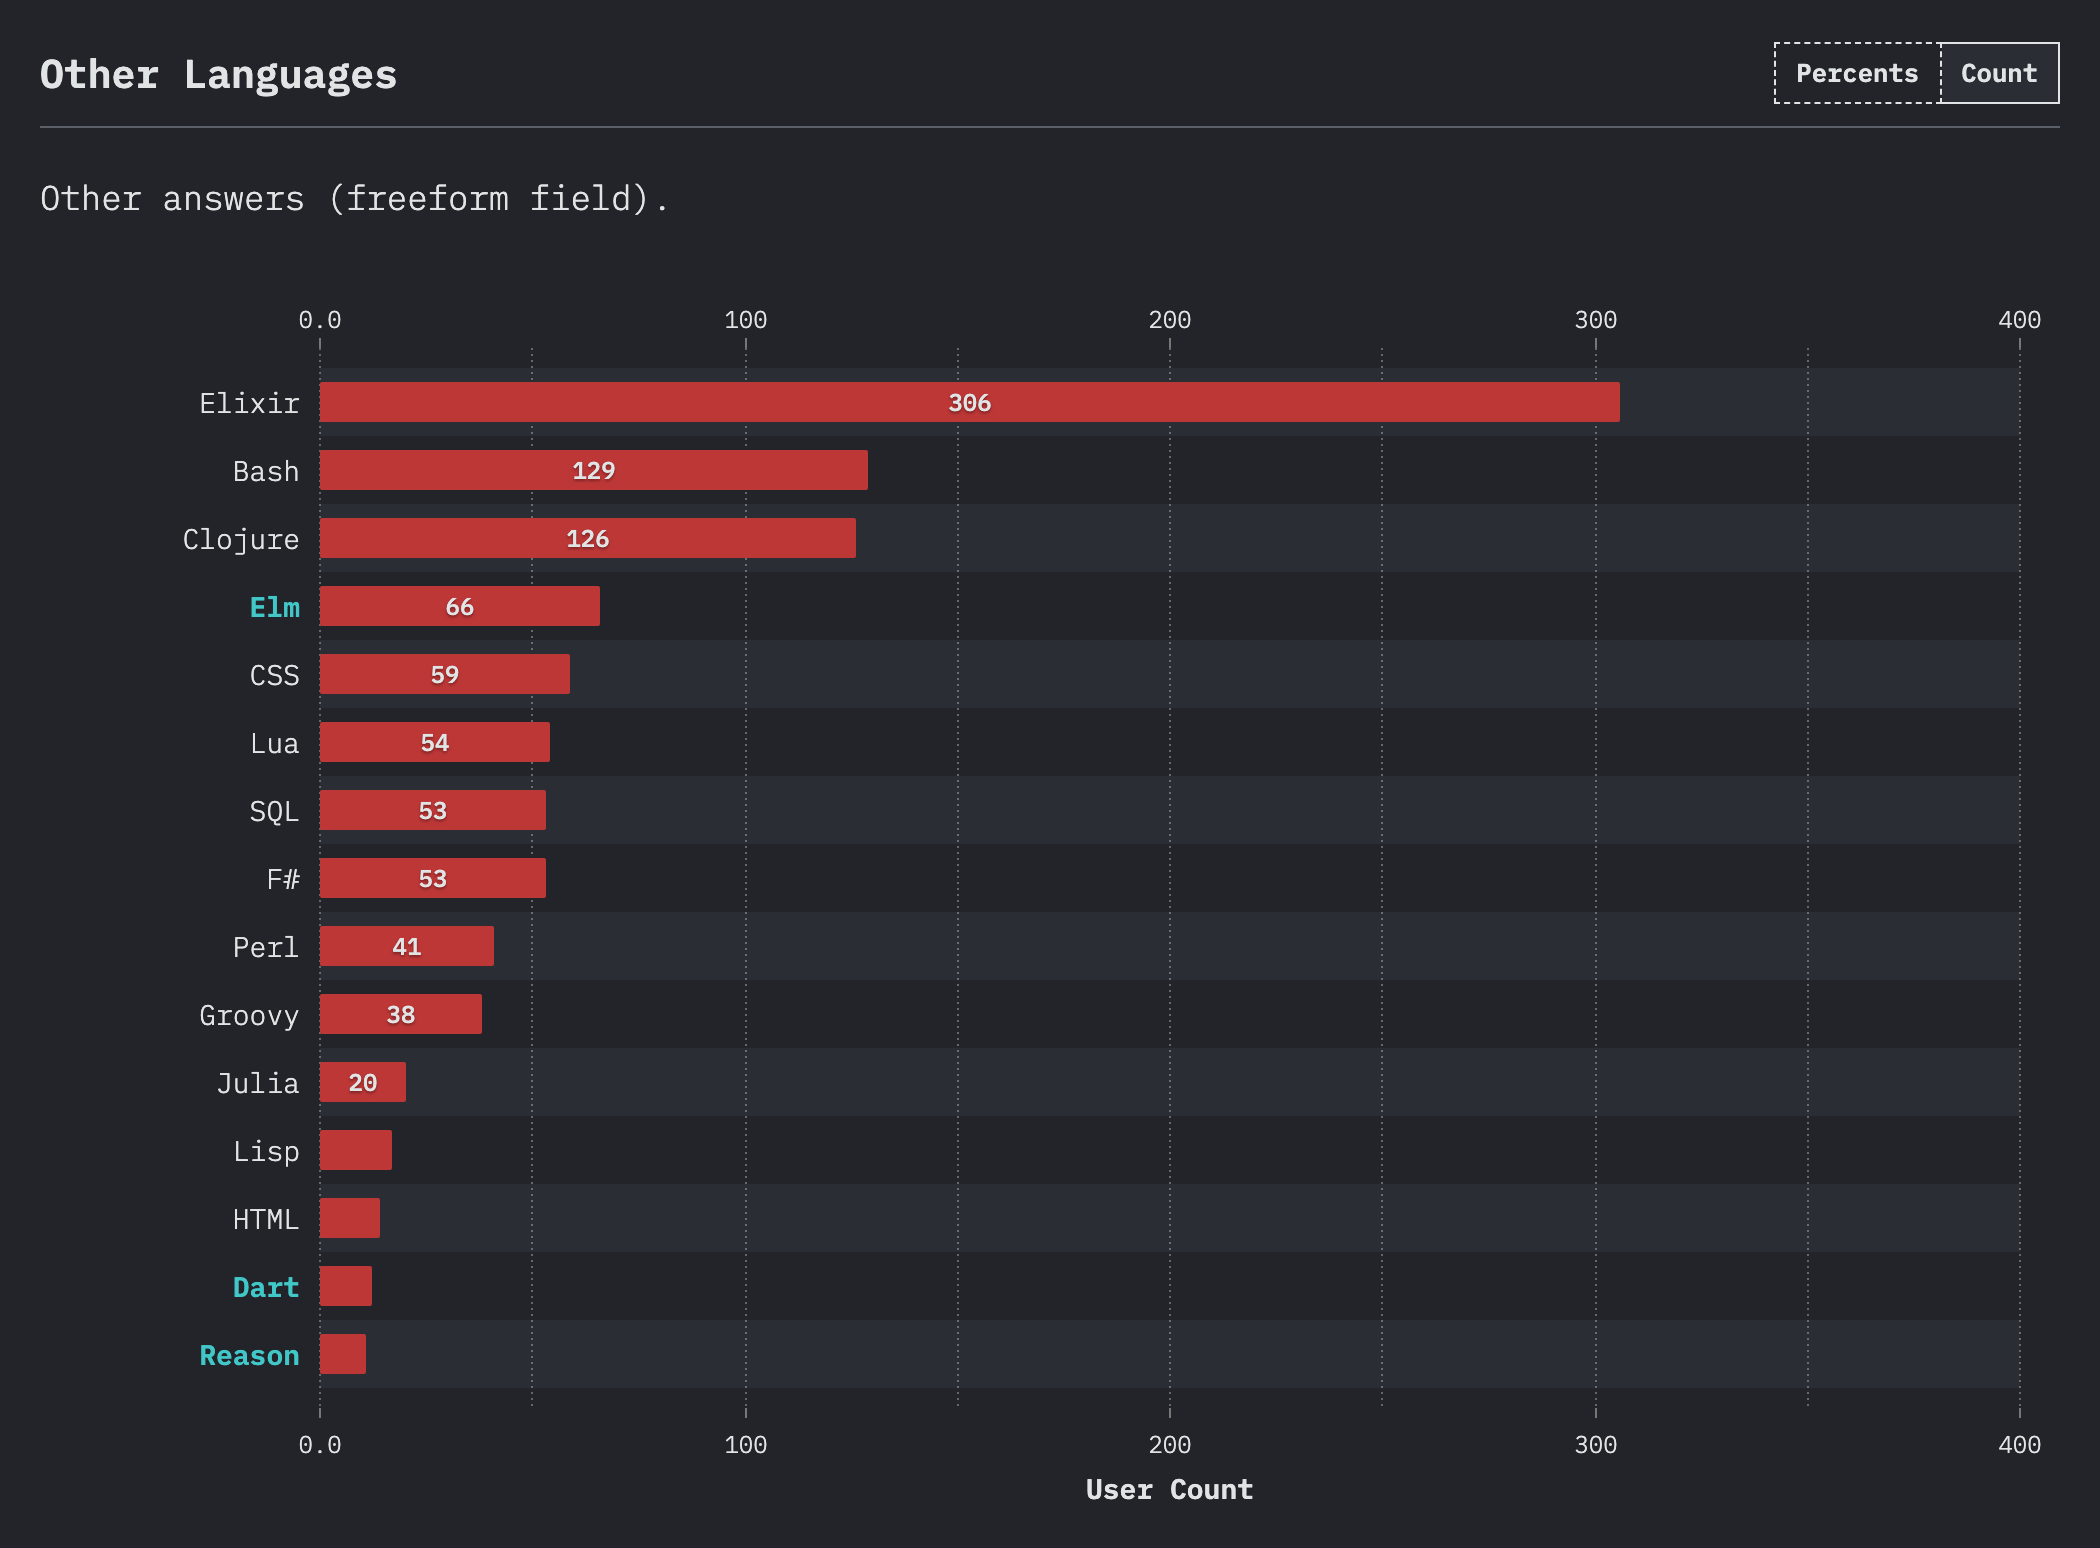 Other Languages
Percents Count
Other answers (freeform field).
0.0 100 200 300 400
Elixir 306
Bash 129
Clojure 126
Elm 66
CSS 59
Lua 54
SQL 53
F# 53
Perl 41
Groovy 38
Julia 20
Lisp
HTML
Dart
Reason
0.0 100 200 300 400
User Count